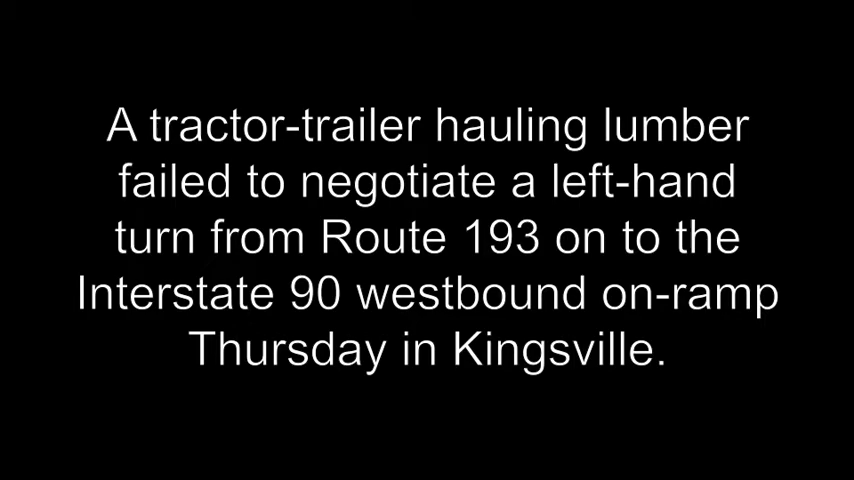 A tractor-trailer hauling lumber
failed to negotiate a left-hand
turn from Route 193 on to the
Interstate 90 westbound on-ramp
Thursday in Kingsville.